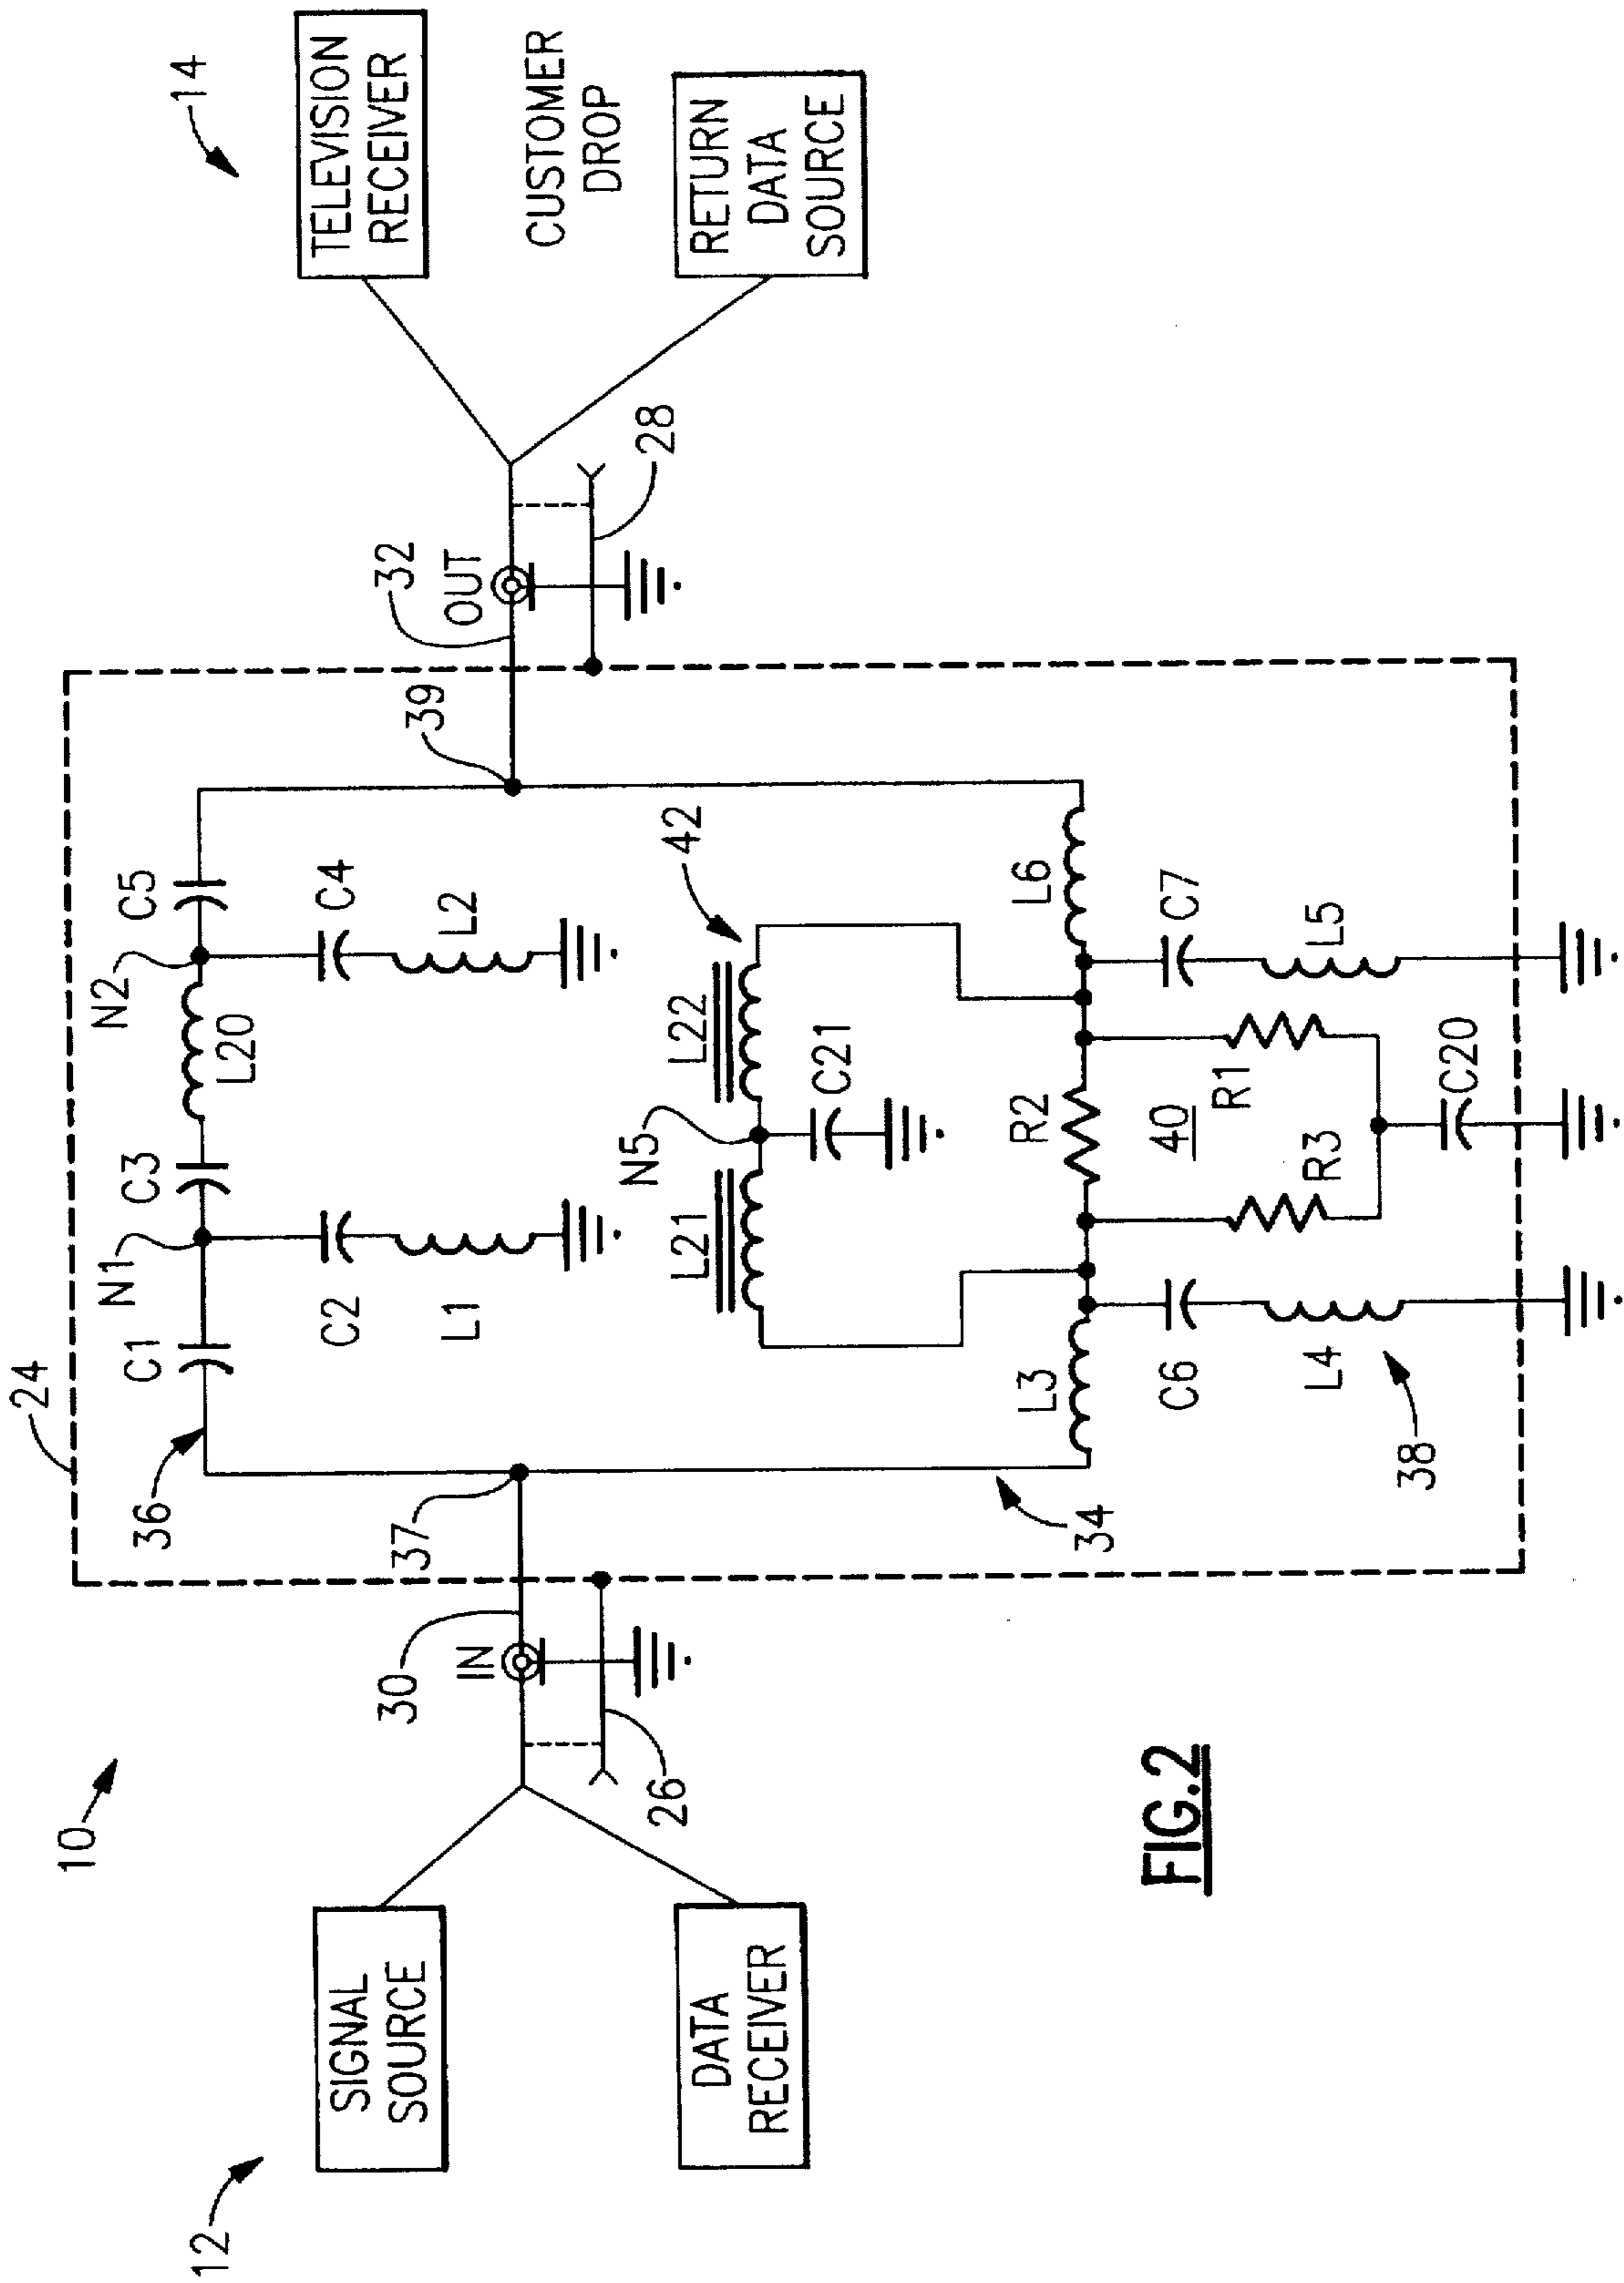 10
12
14
SIGNAL
SOURCE
DATA
RECEIVER
30
IN
26
24
36
37
34
C1
N1
C3
L20
N2
C5
C2
L1
C4
L2
39
32
OUT
28
TELEVISION
RECEIVER
CUSTOMER
DROP
RETURN
DATA
SOURCE
L21
N5
L22
42
C21
L3
R2
L6
C6
L4
38
R3
40
R1
C20
C7
L5
FIG.2